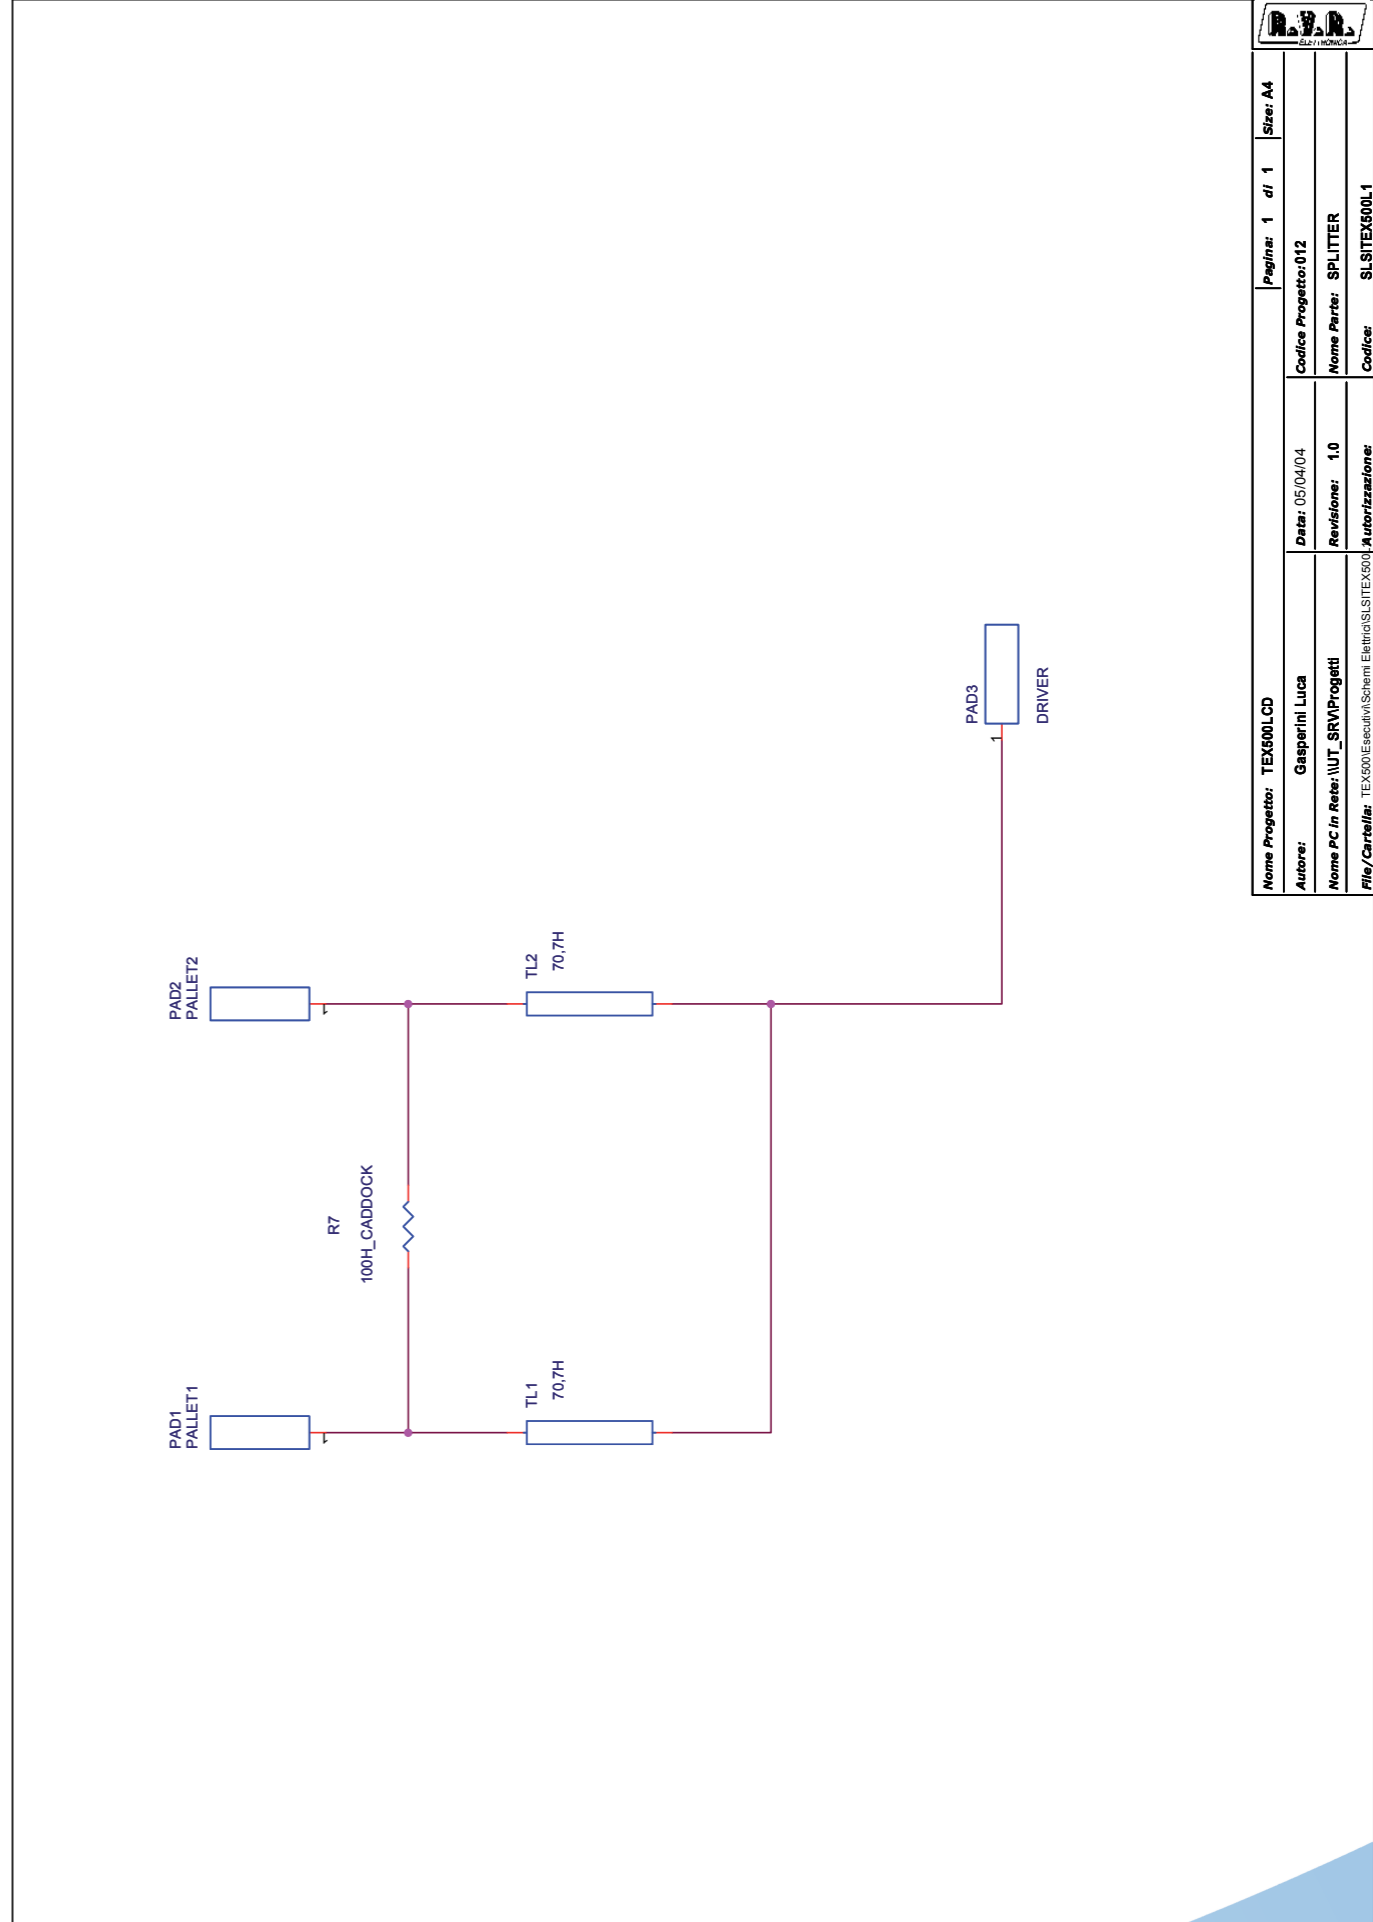 PAD1
PALLET1
PAD2
PALLET2
1
1
R7
100H_CADDOCK
TL1
70,7H
TL2
70,7H
PAD3
1
DRIVER
R.V.R.
ELETTRONICA
Nome Progetto: TEX500LCD Pagina: 1 di 1 Size: A4
Autore: Gasperini Luca Data: 05/04/04 Codice Progetto:012
Nome PC in Rete: \\UT_SRV\Progetti Revisione: 1.0 Nome Parte: SPLITTER
File/Cartella: TEX500\Esecutivi\Schemi Elettrici\SLSITEX500L1 Autorizzazione: Codice: SLSITEX500L1